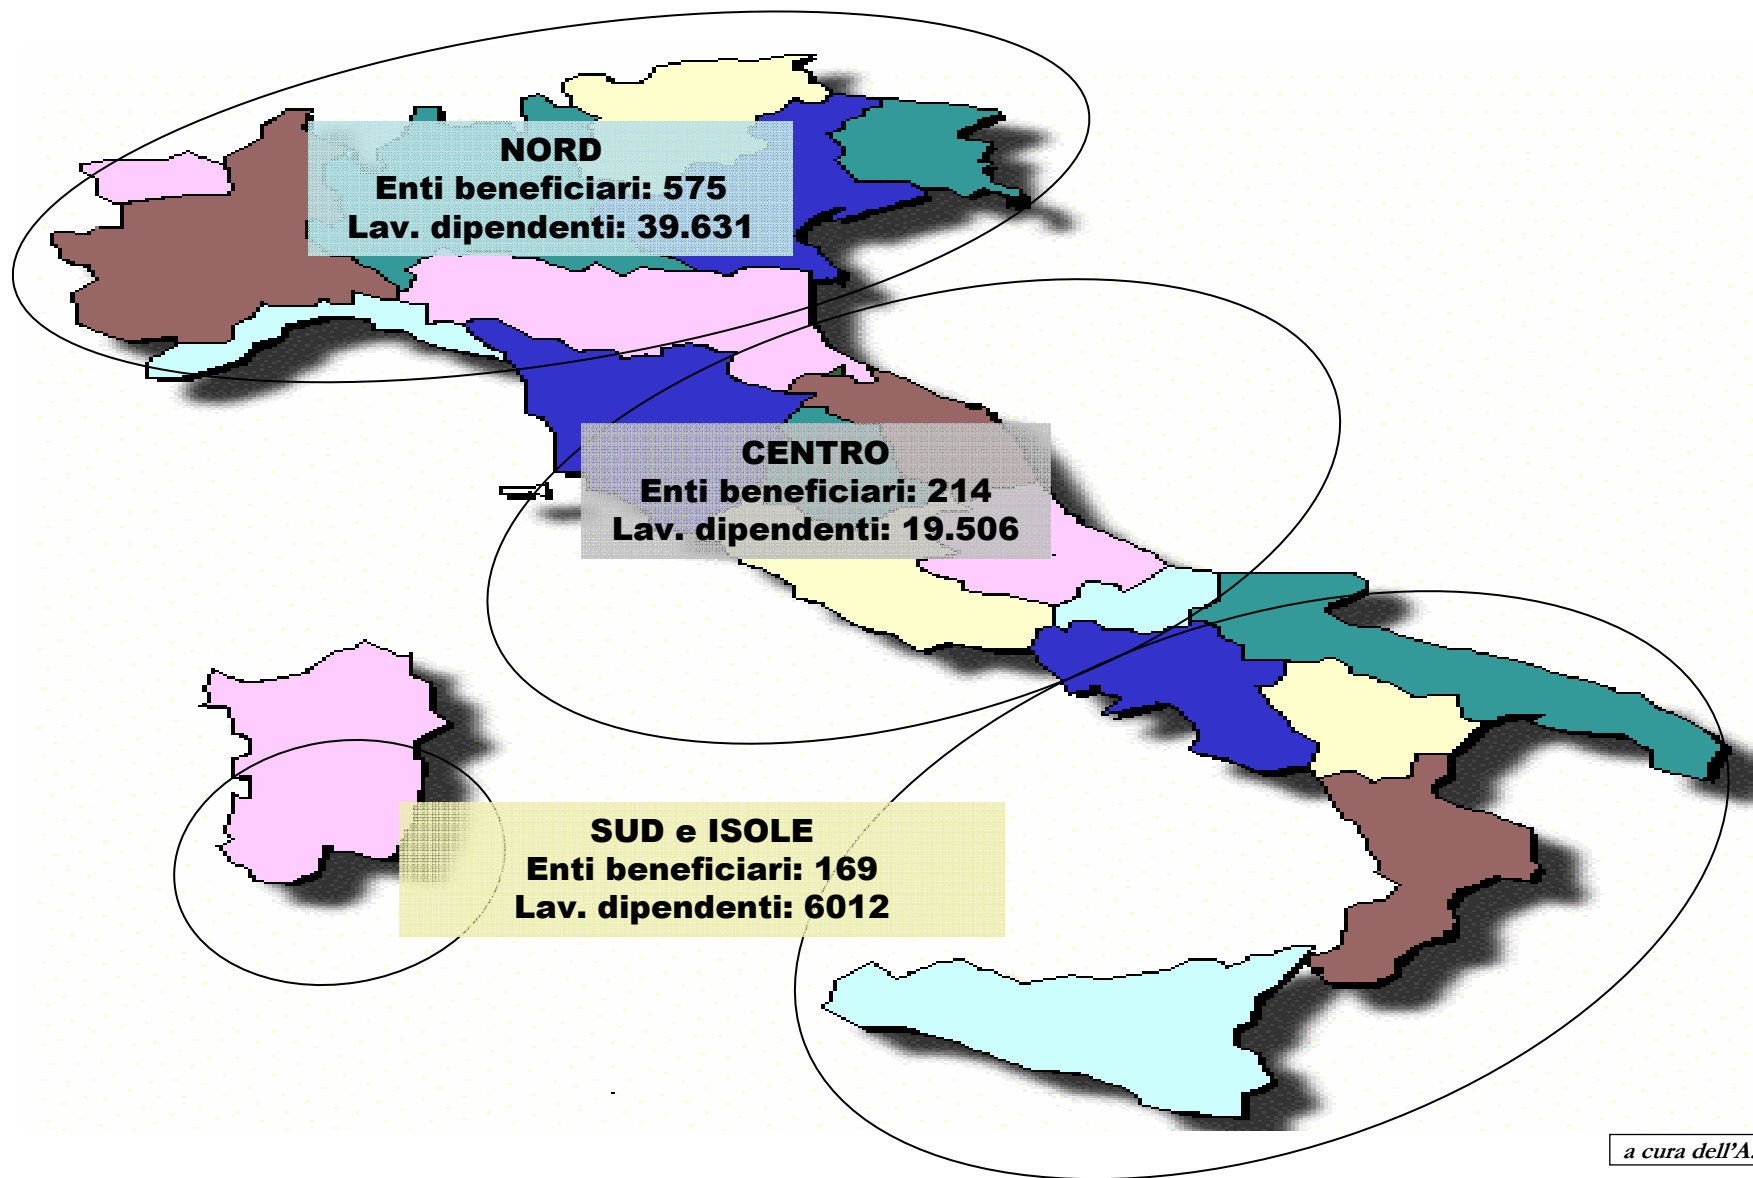 NORD
Enti beneficiari: 575
Lav. dipendenti: 39.631
CENTRO
Enti beneficiari: 214
Lav. dipendenti: 19.506
SUD e ISOLE
Enti beneficiari: 169
Lav. dipendenti: 6012
a cura dell'A.